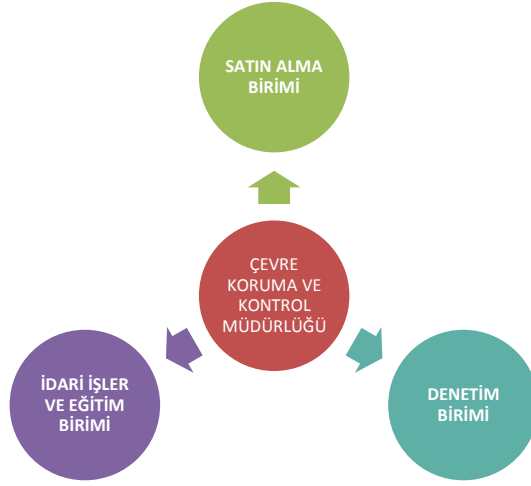 SATIN ALMA
BİRİMİ
ÇEVRE
KORUMA VE
KONTROL
MÜDÜRLÜĞÜ
İDARİ İŞLER
VE EĞİTİM
BİRİMİ
DENETİM
BİRİMİ